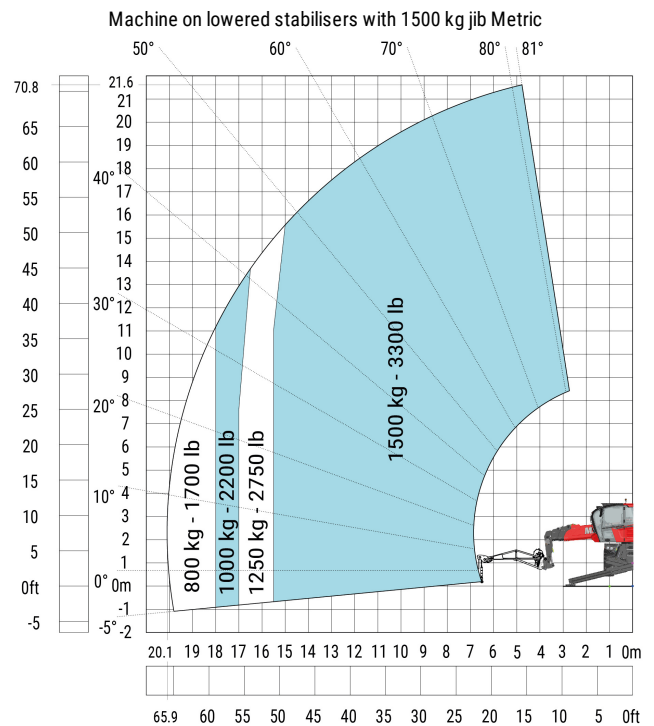 Machine on lowered stabilisers with 1500 kg jib Metric
50° 60° 70° 80° 81°
70.8 21.6
21
65 20
19
60 40° 18
17
55 16
50 15
14
45 13
40 30° 12
11
35 10
30 9
25 20° 8
7
20 6
5
15 10° 4
10 3
2
5 1
0ft 0° 0m
-1
-5 -5° -2
800 kg - 1700 lb
1000 kg - 2200 lb
1250 kg - 2750 lb
1500 kg - 3300 lb
20.1 19 18 17 16 15 14 13 12 11 10 9 8 7 6 5 4 3 2 1 0m
65.9 60 55 50 45 40 35 30 25 20 15 10 5 0ft